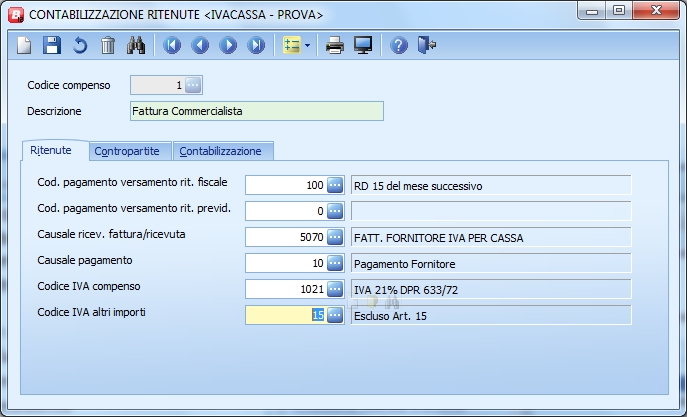 CONTABILIZZAZIONE RITENUTE <IVACASSA - PROVA>
Codice compenso 1
Descrizione Fattura Commercialista
Ritenute Contropartite Contabilizzazione
Cod. pagamento versamento rit. fiscale 100 RD 15 del mese successivo
Cod. pagamento versamento rit. previd. 0
Causale ricev. fattura/ricevuta 5070 FATT. FORNITORE IVA PER CASSA
Causale pagamento 10 Pagamento Fornitore
Codice IVA compenso 1021 IVA 21% DPR 633/72
Codice IVA altri importi 15 Escluso Art. 15